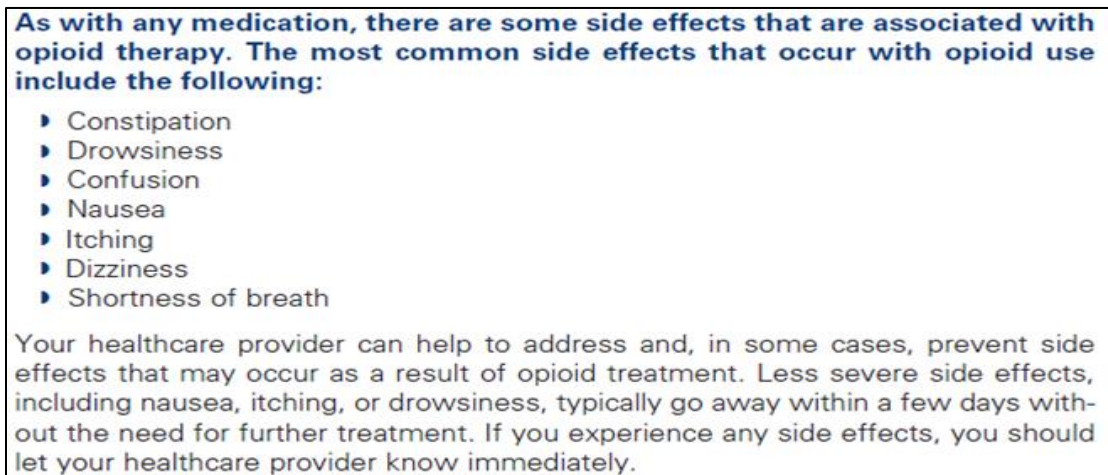 As with any medication, there are some side effects that are associated with
opioid therapy. The most common side effects that occur with opioid use
include the following:
Constipation
Drowsiness
Confusion
Nausea
Itching
Dizziness
Shortness of breath
Your healthcare provider can help to address and, in some cases, prevent side
effects that may occur as a result of opioid treatment. Less severe side effects,
including nausea, itching, or drowsiness, typically go away within a few days with-
out the need for further treatment. If you experience any side effects, you should
let your healthcare provider know immediately.